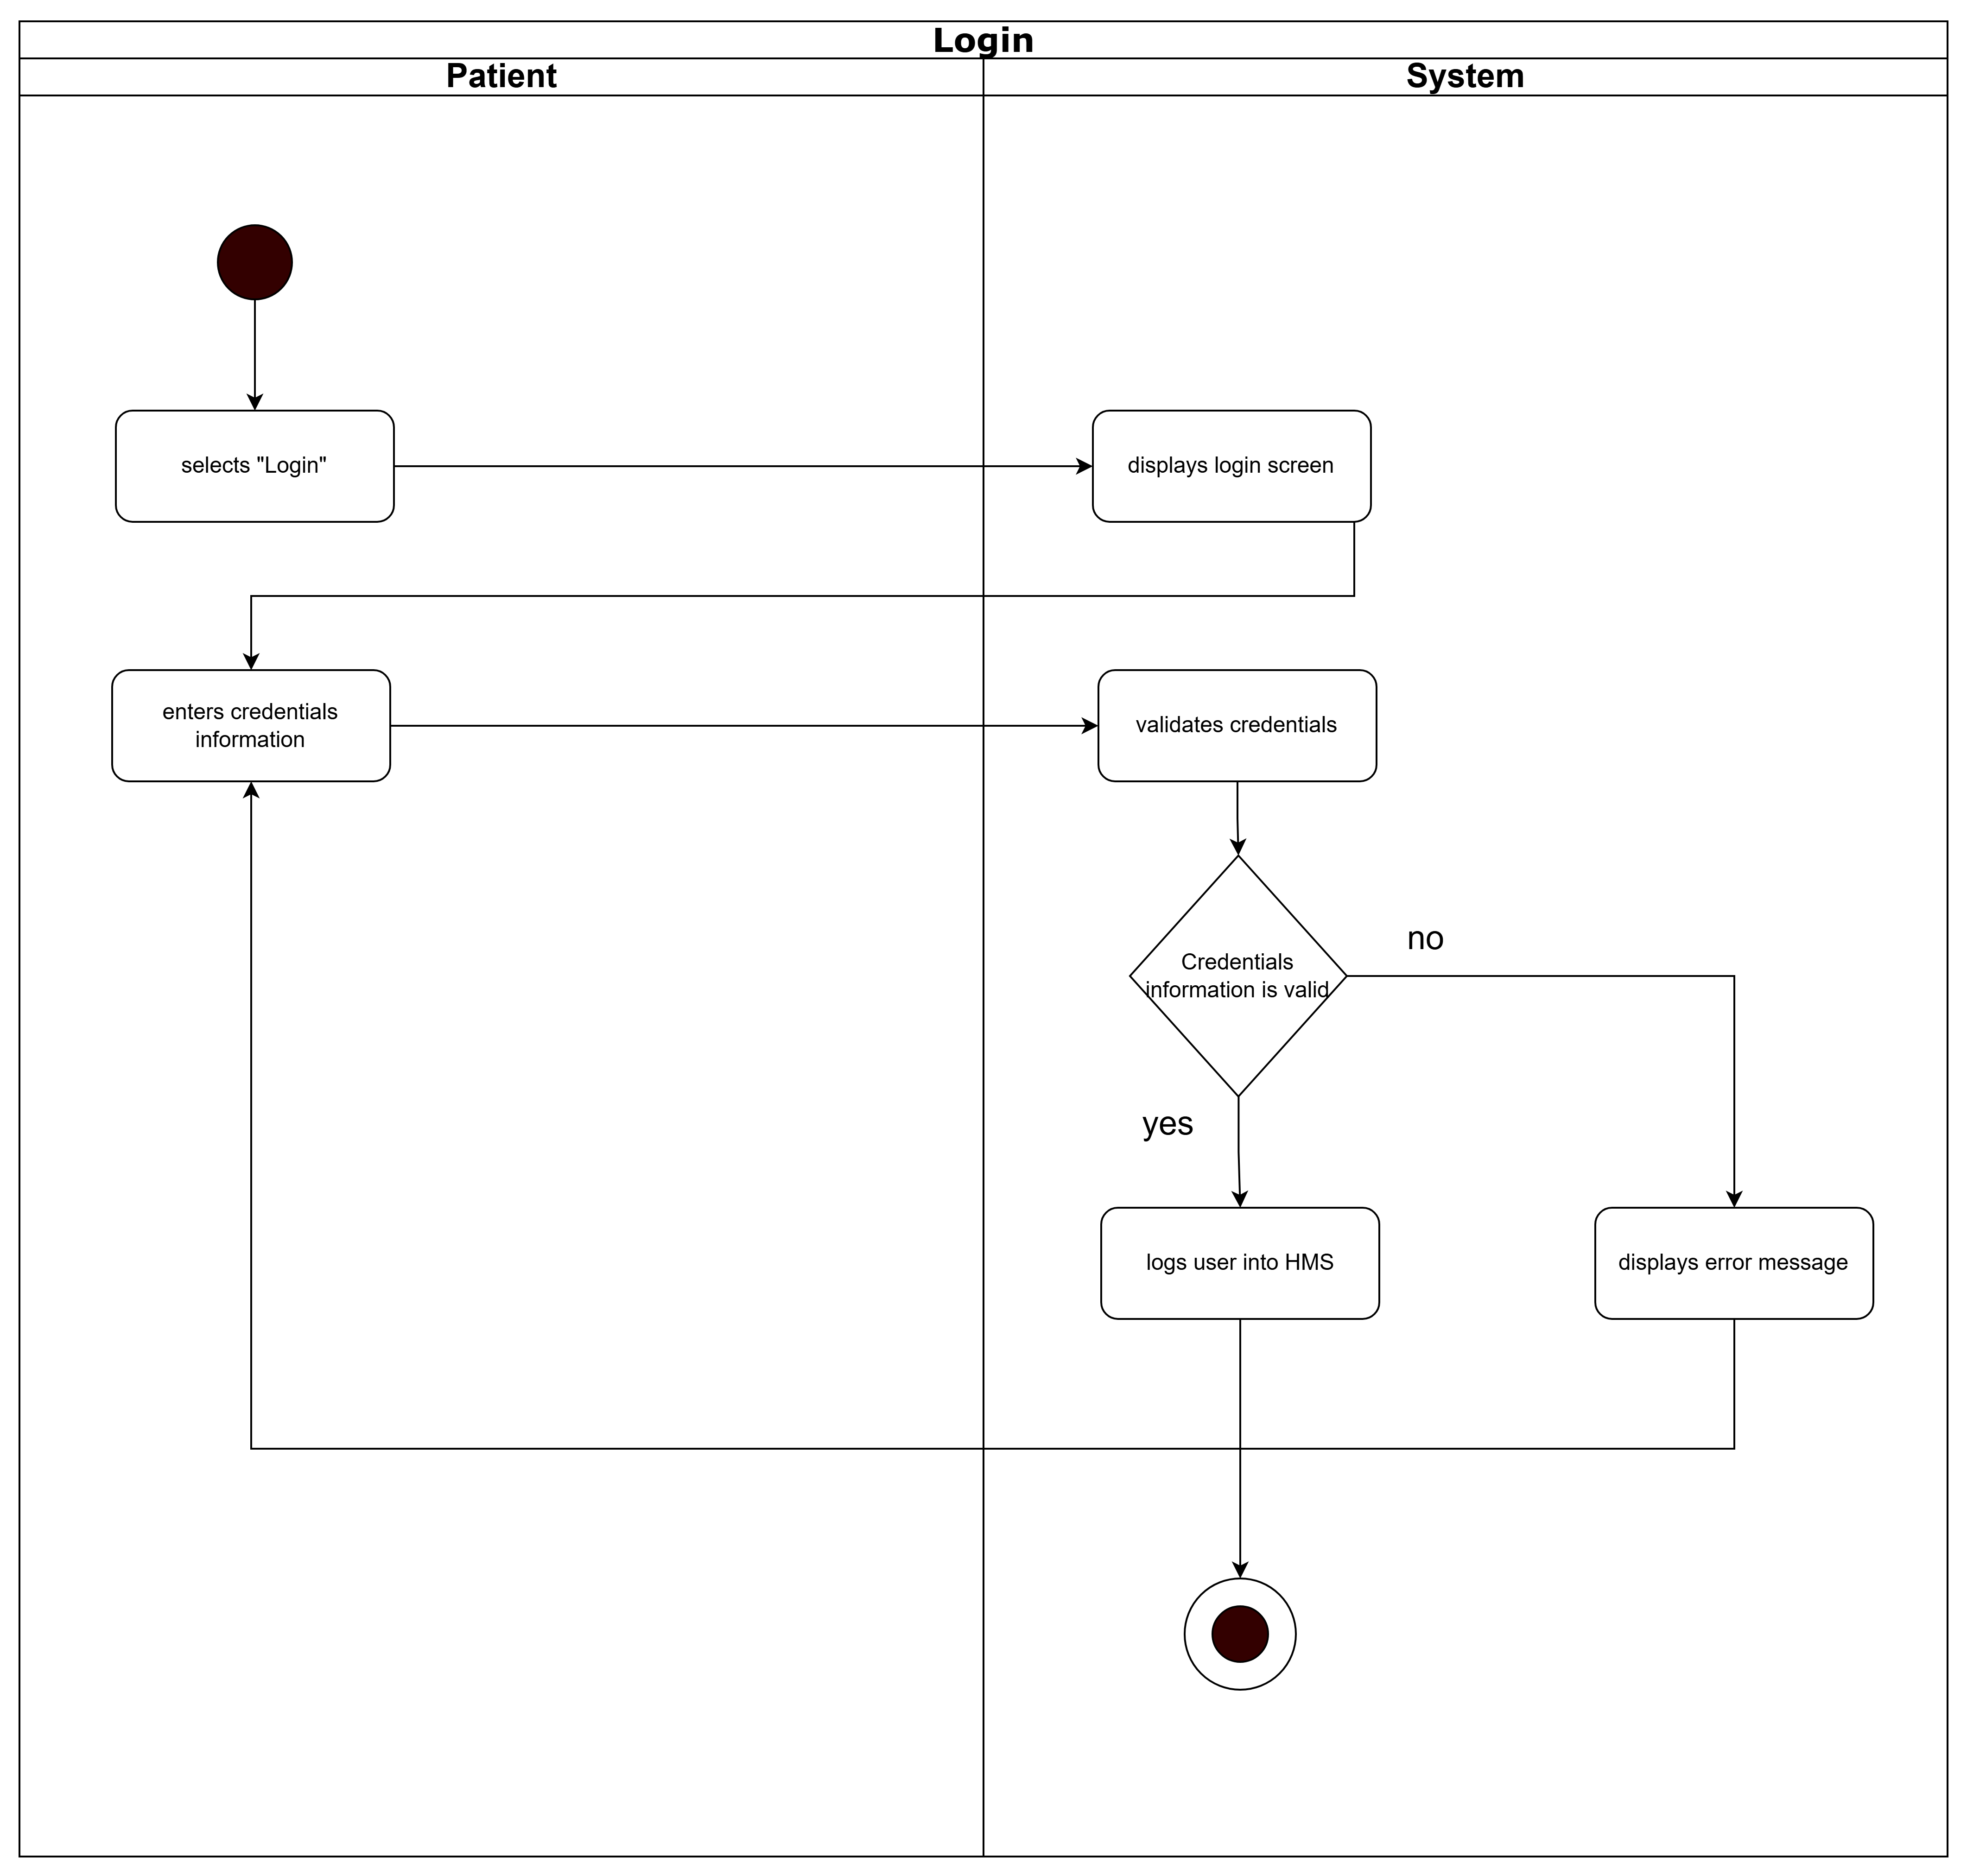 Login
Patient
System
selects "Login"
displays login screen
enters credentials
information
validates credentials
Credentials
information is valid
no
yes
logs user into HMS
displays error message